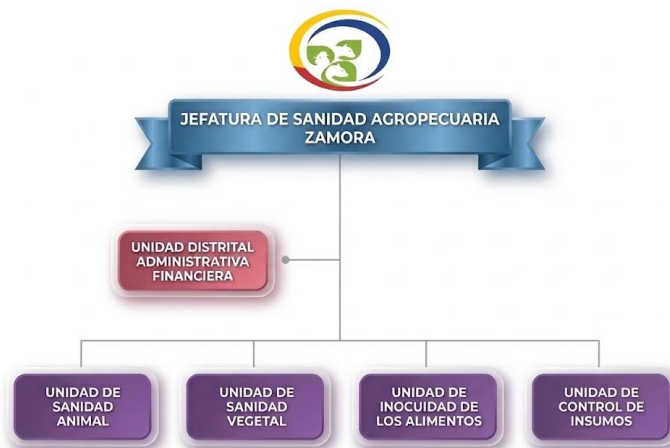 JEFATURA DE SANIDAD AGROPECUARIA
ZAMORA
UNIDAD DISTRITAL
ADMINISTRATIVA
FINANCIERA
UNIDAD DE
SANIDAD
ANIMAL
UNIDAD DE
SANIDAD
VEGETAL
UNIDAD DE
INOCUIDAD DE
LOS ALIMENTOS
UNIDAD DE
CONTROL DE
INSUMOS